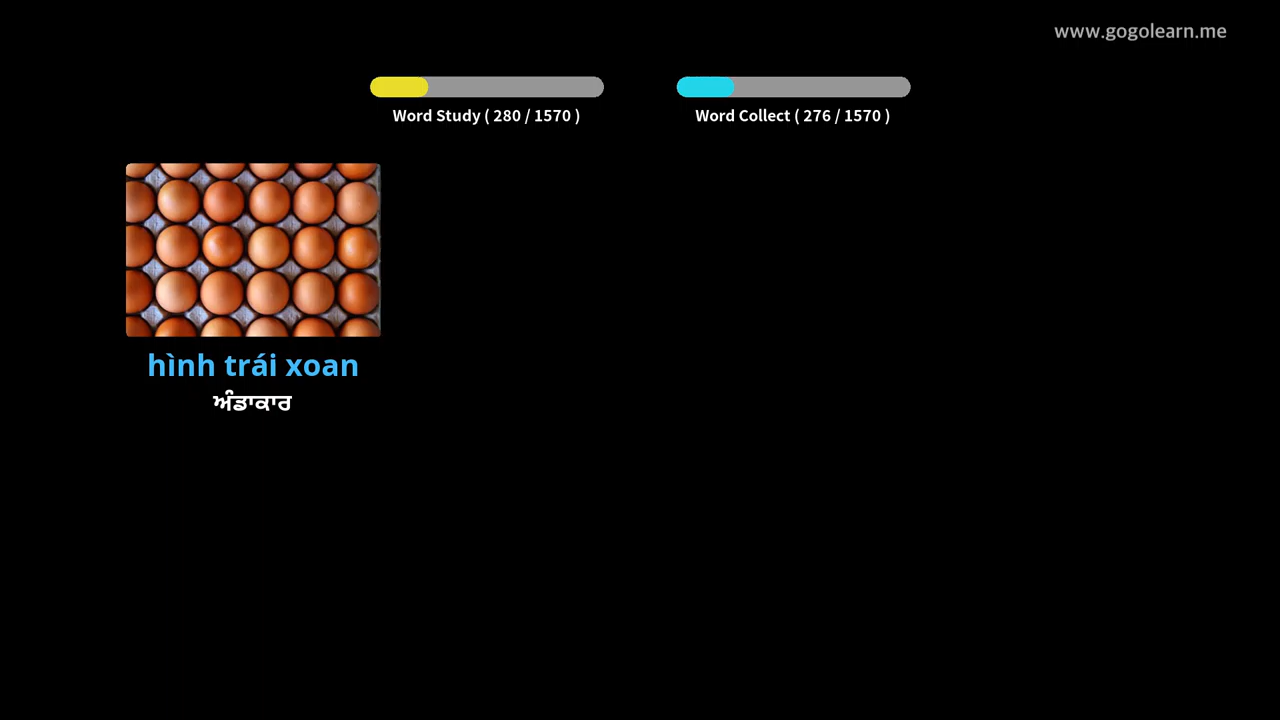 www.gogolearn.me
Word Study ( 280 / 1570 )
Word Collect ( 276 / 1570 )
hình trái xoan
ਅੰਡਾਕਾਰ